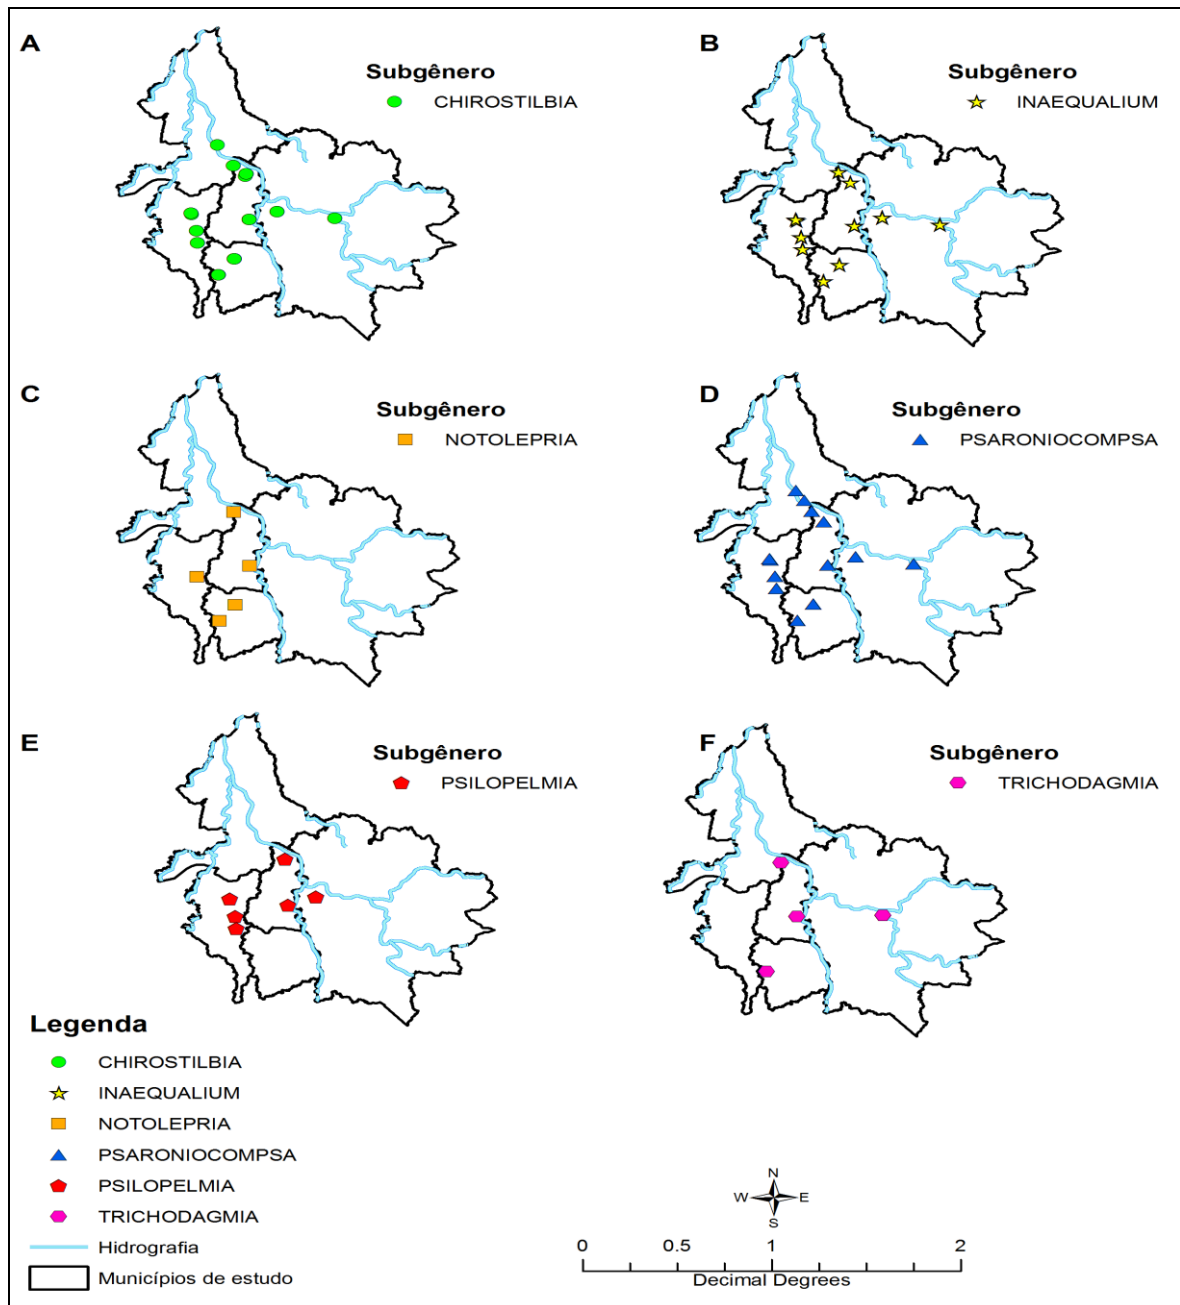 A
Subgênero
CHIROSTILBIA
B
Subgênero
INAEQUALIUM
C
Subgênero
NOTOLEPRIA
D
Subgênero
PSARONIOCOMPSA
E
Subgênero
PSILOPELMIA
F
Subgênero
TRICHODAGMIA
Legenda
CHIROSTILBIA
INAEQUALIUM
NOTOLEPRIA
PSARONIOCOMPSA
PSILOPELMIA
TRICHODAGMIA
Hidrografia
Municípios de estudo
N
W E
S
0 0.5 1 2
Decimal Degrees